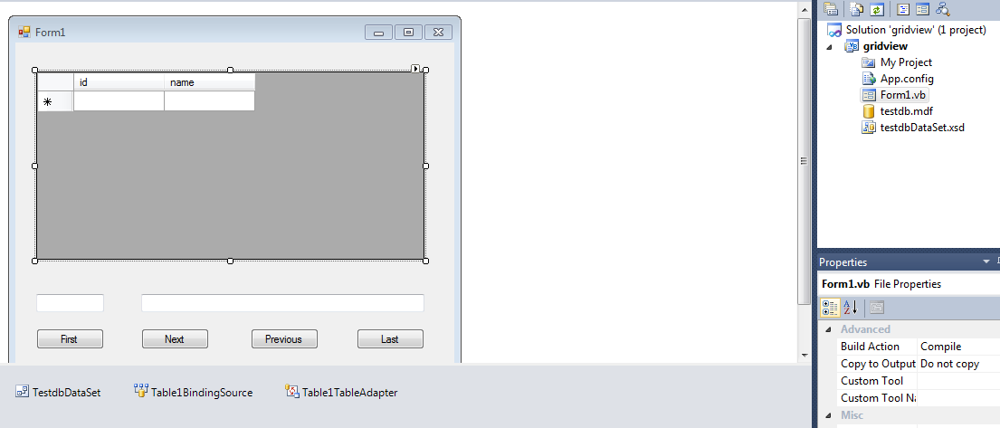 Form1
id name
First Next Previous Last
TestdbDataSet Table1BindingSource Table1TableAdapter
Solution 'gridview' (1 project)
gridview
My Project
App.config
Form1.vb
testdb.mdf
testdbDataSet.xsd
Properties
Form1.vb File Properties
Advanced
Build Action Compile
Copy to Output Do not copy
Custom Tool
Custom Tool Na
Misc